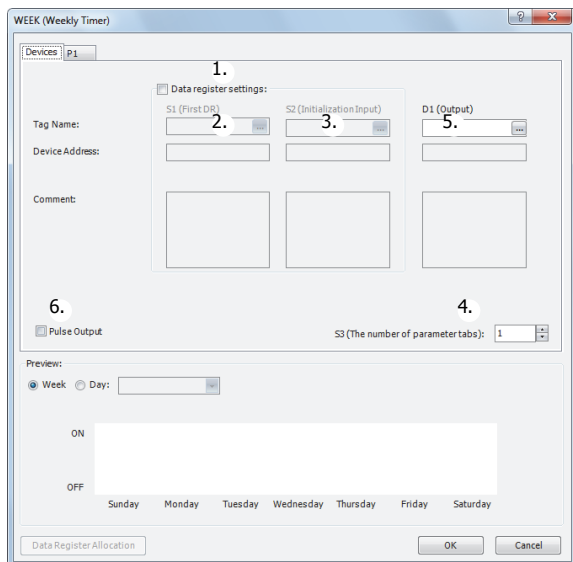 WEEK (Weekly Timer)
Devices P1
1.
Data register settings:
S1 (First DR) S2 (Initialization Input) D1 (Output)
Tag Name: 2. ... 3. ... 5. ...
Device Address:
Comment:
6. 4.
Pulse Output S3 (The number of parameter tabs): 1
Preview:
Week Day:
ON
OFF
Sunday Monday Tuesday Wednesday Thursday Friday Saturday
Data Register Allocation OK Cancel